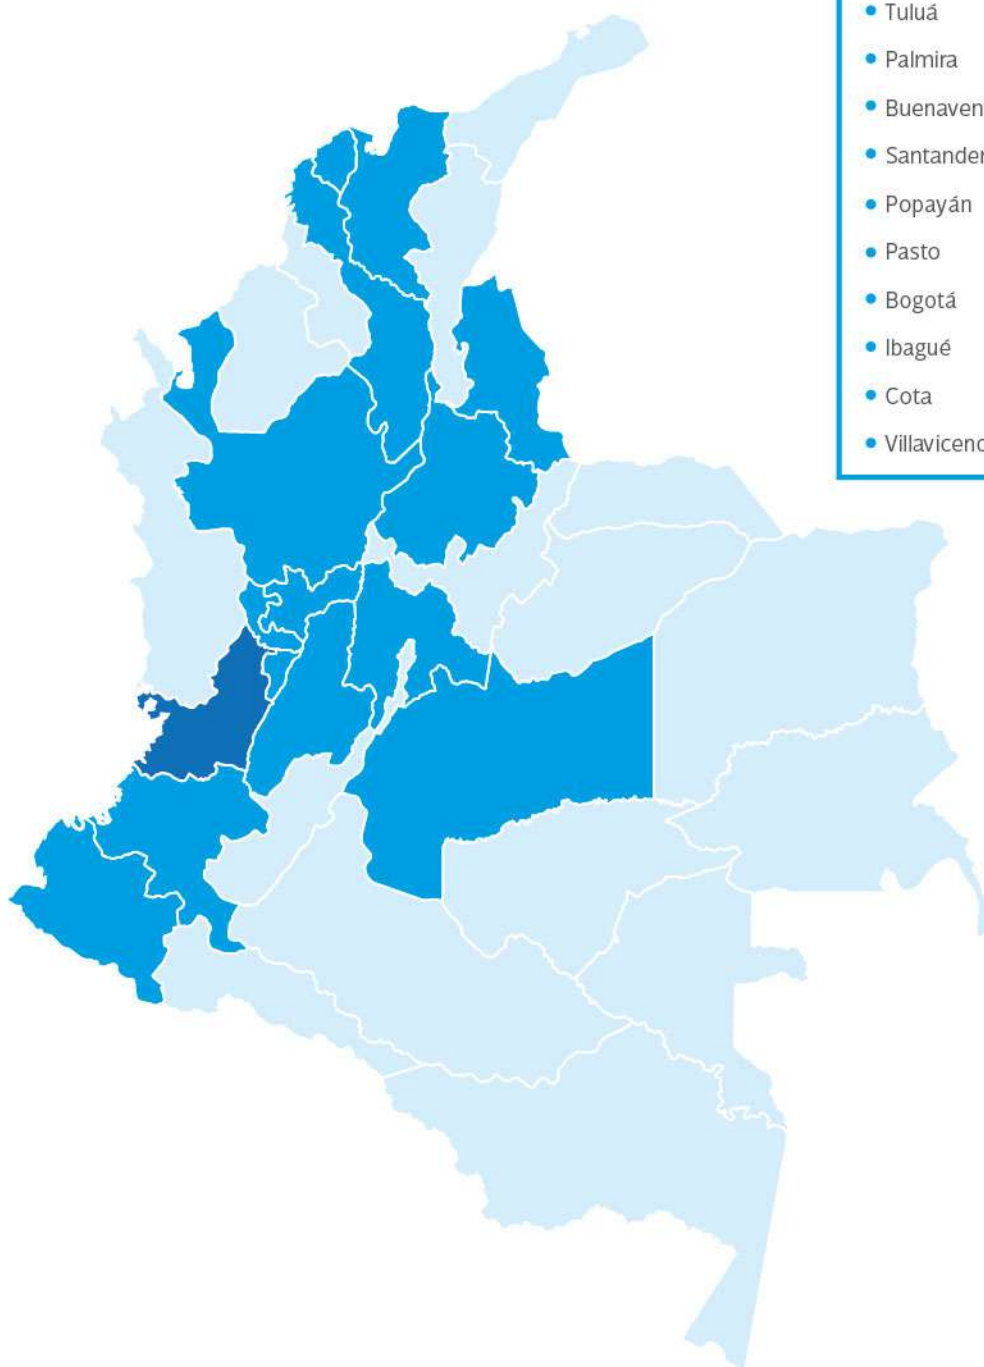 • Tuluá
• Palmira
• Buenaven
• Santander
• Popayán
• Pasto
• Bogotá
• Ibagué
• Cota
• Villavicenc